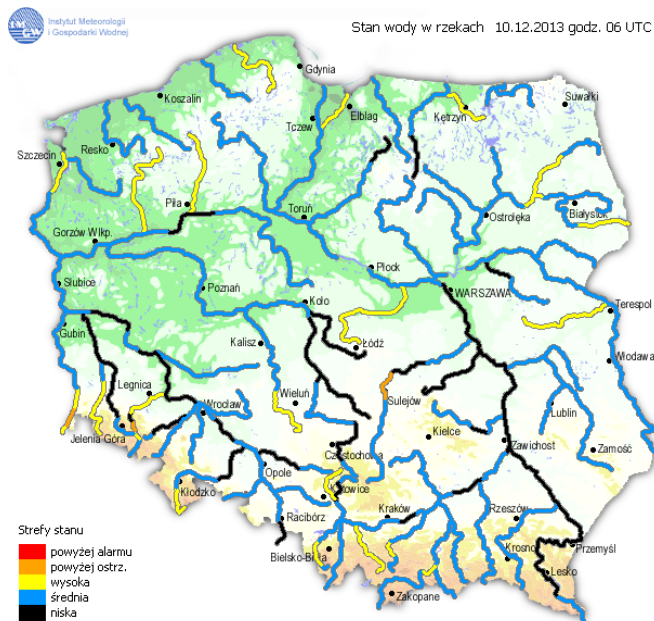 Instytut Meteorologii
i Gospodarki Wodnej
Stan wody w rzekach 10.12.2013 godz. 06 UTC
Gdynia
Koszalin
Suwałki
Elbląg
Kętrzyn
Tczew
Resko
Szczecin
Piła
Toruń
Ostrołęka
Białystok
Gorzów Wlkp.
Płock
Słubice
Poznań
WARSZAWA
Koło
Terespol
Gubin
Kalisz
Łódź
Włodawa
Legnica
Wieluń
Sulejów
Wrocław
Lublin
Jelenia Góra
Kielce
Zawichost
Zamość
Częstochowa
Opole
Kłodzko
Katowice
Racibórz
Kraków
Rzeszów
Strefy stanu
Bielsko-Biała
Krosno
Przemyśl
Lesko
Zakopane
powyżej alarmu
powyżej ostrz.
wysoka
średnia
niska